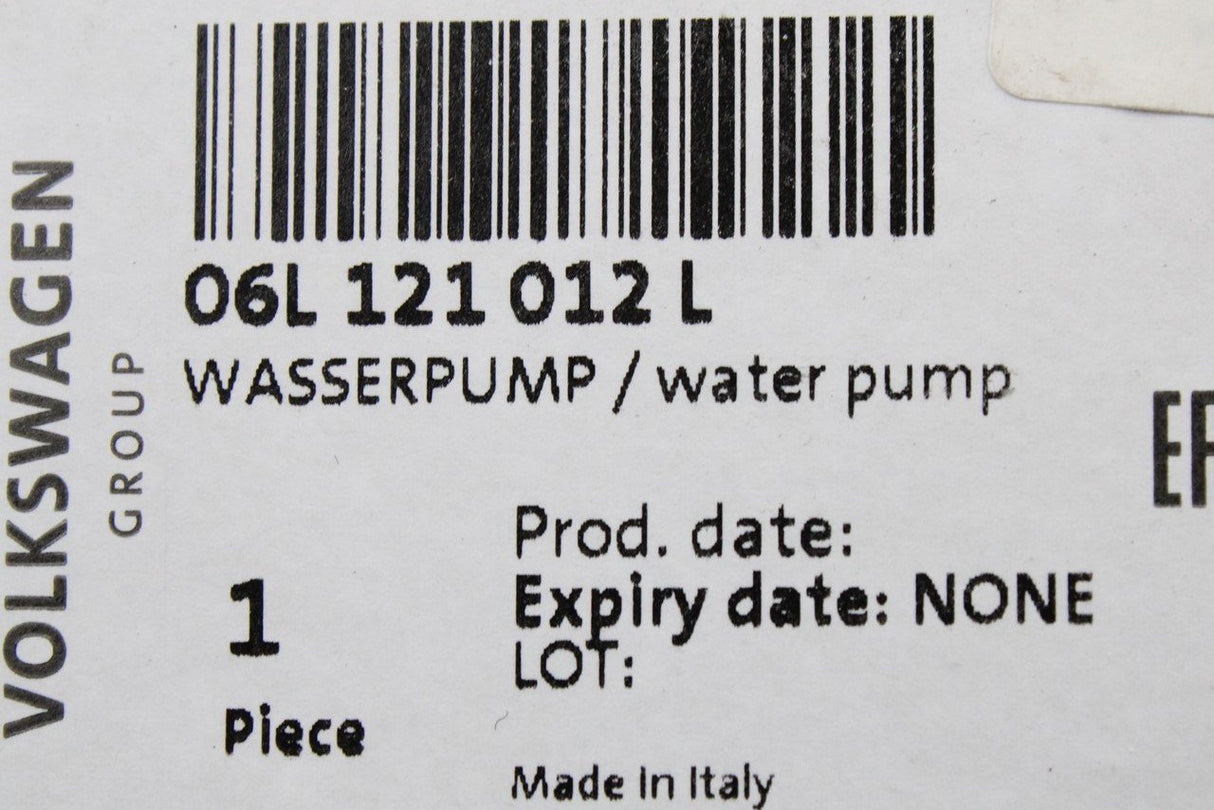 VOLKSWAGEN
GROUP
06L 121 012 L
WASSERPUMP / water pump
Prod. date:
Expiry date: NONE
LOT:
1
Piece
Made In Italy